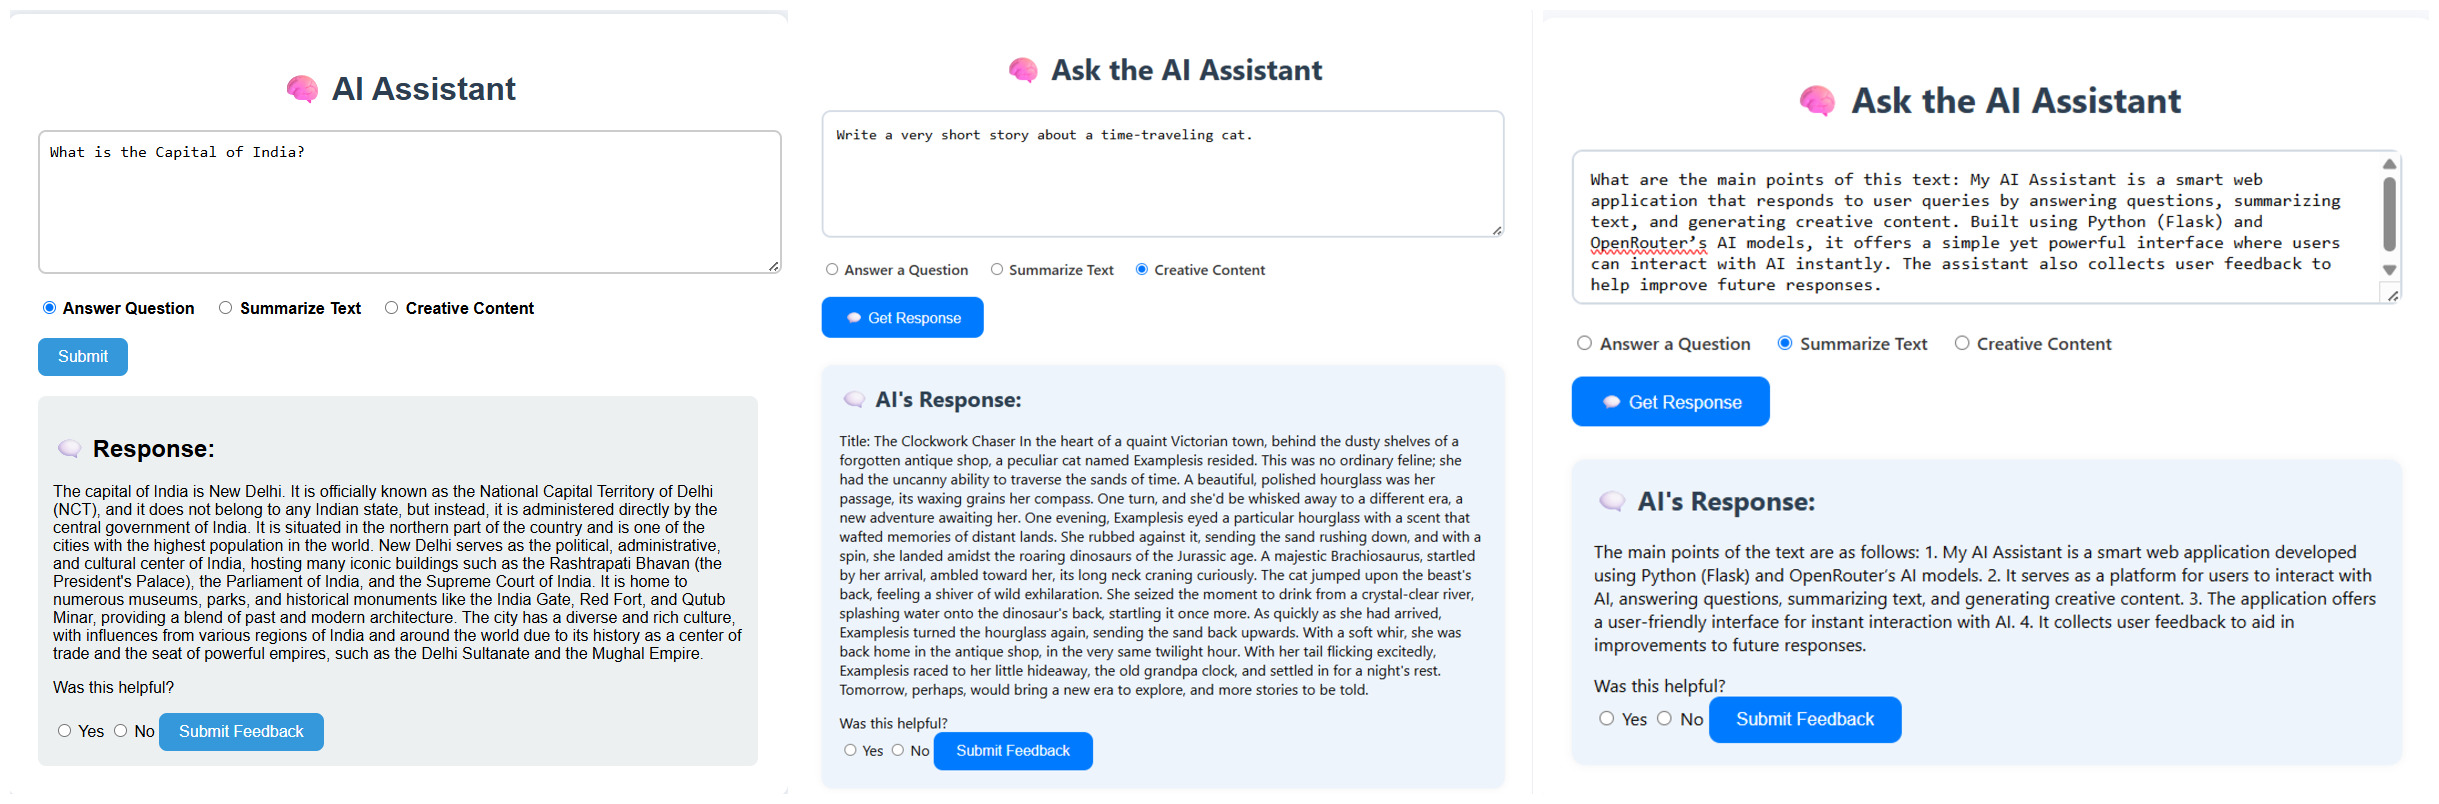 AI Assistant
What is the Capital of India?
Answer Question Summarize Text Creative Content
Submit
Response:
The capital of India is New Delhi. It is officially known as the National Capital Territory of Delhi
(NCT), and it does not belong to any Indian state, but instead, it is administered directly by the
central government of India. It is situated in the northern part of the country and is one of the
cities with the highest population in the world. New Delhi serves as the political, administrative,
and cultural center of India, hosting many iconic buildings such as the Rashtrapati Bhavan (the
President's Palace), the Parliament of India, and the Supreme Court of India. It is home to
numerous museums, parks, and historical monuments like the India Gate, Red Fort, and Qutub
Minar, providing a blend of past and modern architecture. The city has a diverse and rich culture,
with influences from various regions of India and around the world due to its history as a center of
trade and the seat of powerful empires, such as the Delhi Sultanate and the Mughal Empire.
Was this helpful?
Yes No Submit Feedback
Ask the AI Assistant
Write a very short story about a time-traveling cat.
Answer a Question Summarize Text Creative Content
Get Response
AI's Response:
Title: The Clockwork Chaser In the heart of a quaint Victorian town, behind the dusty shelves of a
forgotten antique shop, a peculiar cat named Examplesis resided. This was no ordinary feline; she
had the uncanny ability to traverse the sands of time. A beautiful, polished hourglass was her
passage, its waxing grains her compass. One turn, and she'd be whisked away to a different era, a
new adventure awaiting her. One evening, Examplesis eyed a particular hourglass with a scent that
wafted memories of distant lands. She rubbed against it, sending the sand rushing down, and with a
spin, she landed amidst the roaring dinosaurs of the Jurassic age. A majestic Brachiosaurus, startled
by her arrival, ambled toward her, its long neck craning curiously. The cat jumped upon the beast's
back, feeling a shiver of wild exhilaration. She seized the moment to drink from a crystal-clear river,
splashing water onto the dinosaur's back, startling it once more. As quickly as she had arrived,
Examplesis turned the hourglass again, sending the sand back upwards. With a soft whir, she was
back home in the antique shop, in the very same twilight hour. With her tail flicking excitedly,
Examplesis raced to her little hideaway, the old grandpa clock, and settled in for a night's rest.
Tomorrow, perhaps, would bring a new era to explore, and more stories to be told.
Was this helpful?
Yes No Submit Feedback
Ask the AI Assistant
What are the main points of this text: My AI Assistant is a smart web
application that responds to user queries by answering questions, summarizing
text, and generating creative content. Built using Python (Flask) and
OpenRouter’s AI models, it offers a simple yet powerful interface where users
can interact with AI instantly. The assistant also collects user feedback to
help improve future responses.
Answer a Question Summarize Text Creative Content
Get Response
AI's Response:
The main points of the text are as follows: 1. My AI Assistant is a smart web application developed
using Python (Flask) and OpenRouter’s AI models. 2. It serves as a platform for users to interact with
AI, answering questions, summarizing text, and generating creative content. 3. The application offers
a user-friendly interface for instant interaction with AI. 4. It collects user feedback to aid in
improvements to future responses.
Was this helpful?
Yes No Submit Feedback